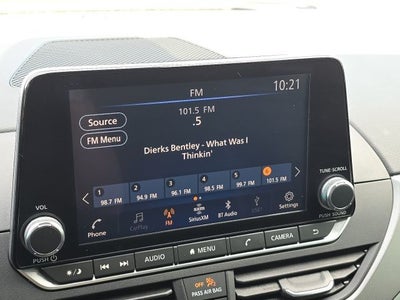 FM
10:21
101.5 FM
Source
.5
FM Menu
Dierks Bentley - What Was I
Thinkin'
1 2 3 4 5 6
98.7 FM 94.9 FM 96.1 FM 98.5 FM 99.7 FM 101.5 FM
Phone CarPlay FM SiriusXM BT Audio USB1 Settings
VOL
TUNE·SCROLL
PUSH
PUSH SOUND
AUDIO MENU CAMERA
OFF
PASS AIR BAG